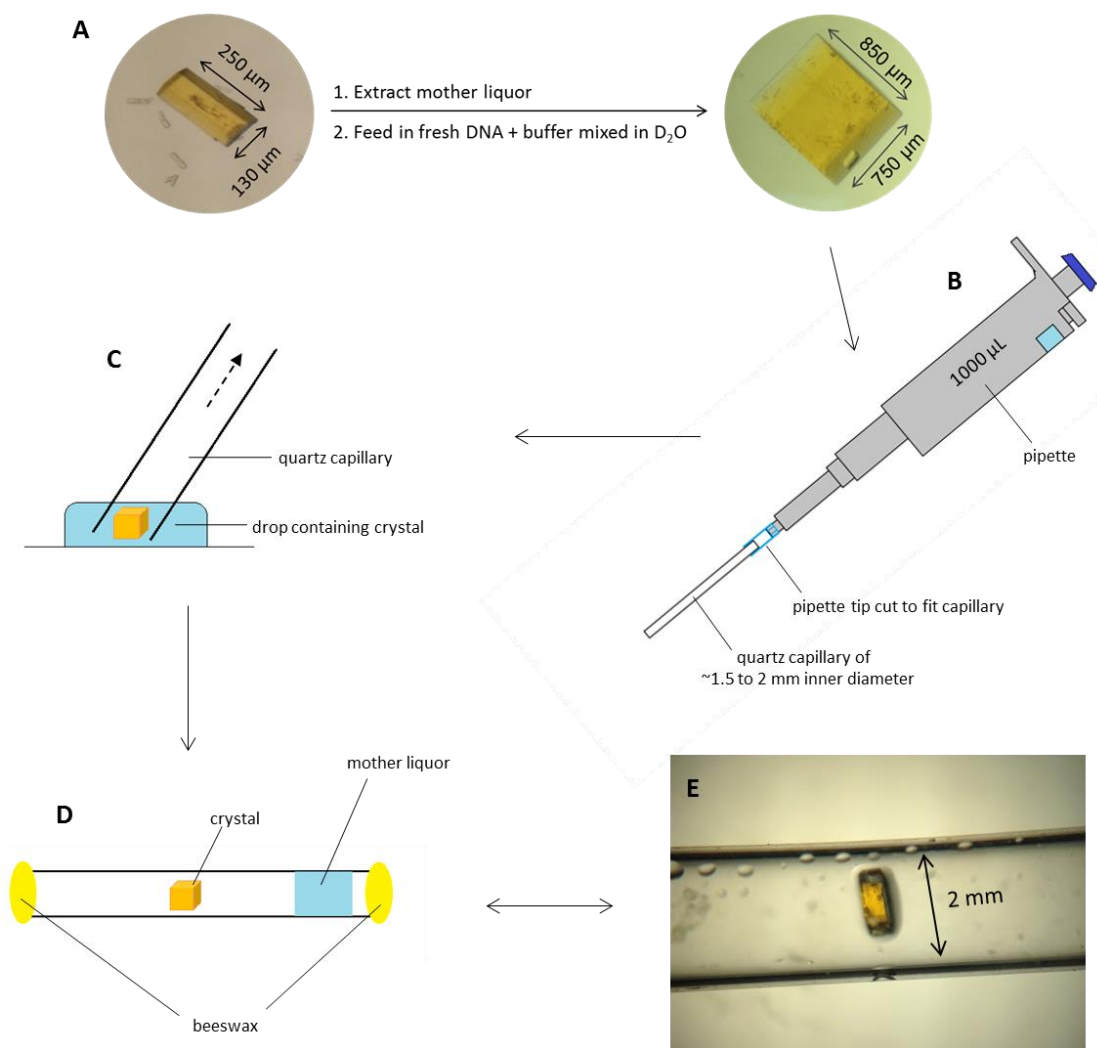 A
250 μm
130 μm
1. Extract mother liquor
2. Feed in fresh DNA + buffer mixed in D₂O
850 μm
750 μm
B
1000 μL
pipette
pipette tip cut to fit capillary
quartz capillary of
~1.5 to 2 mm inner diameter
C
quartz capillary
drop containing crystal
D
mother liquor
crystal
beeswax
E
2 mm